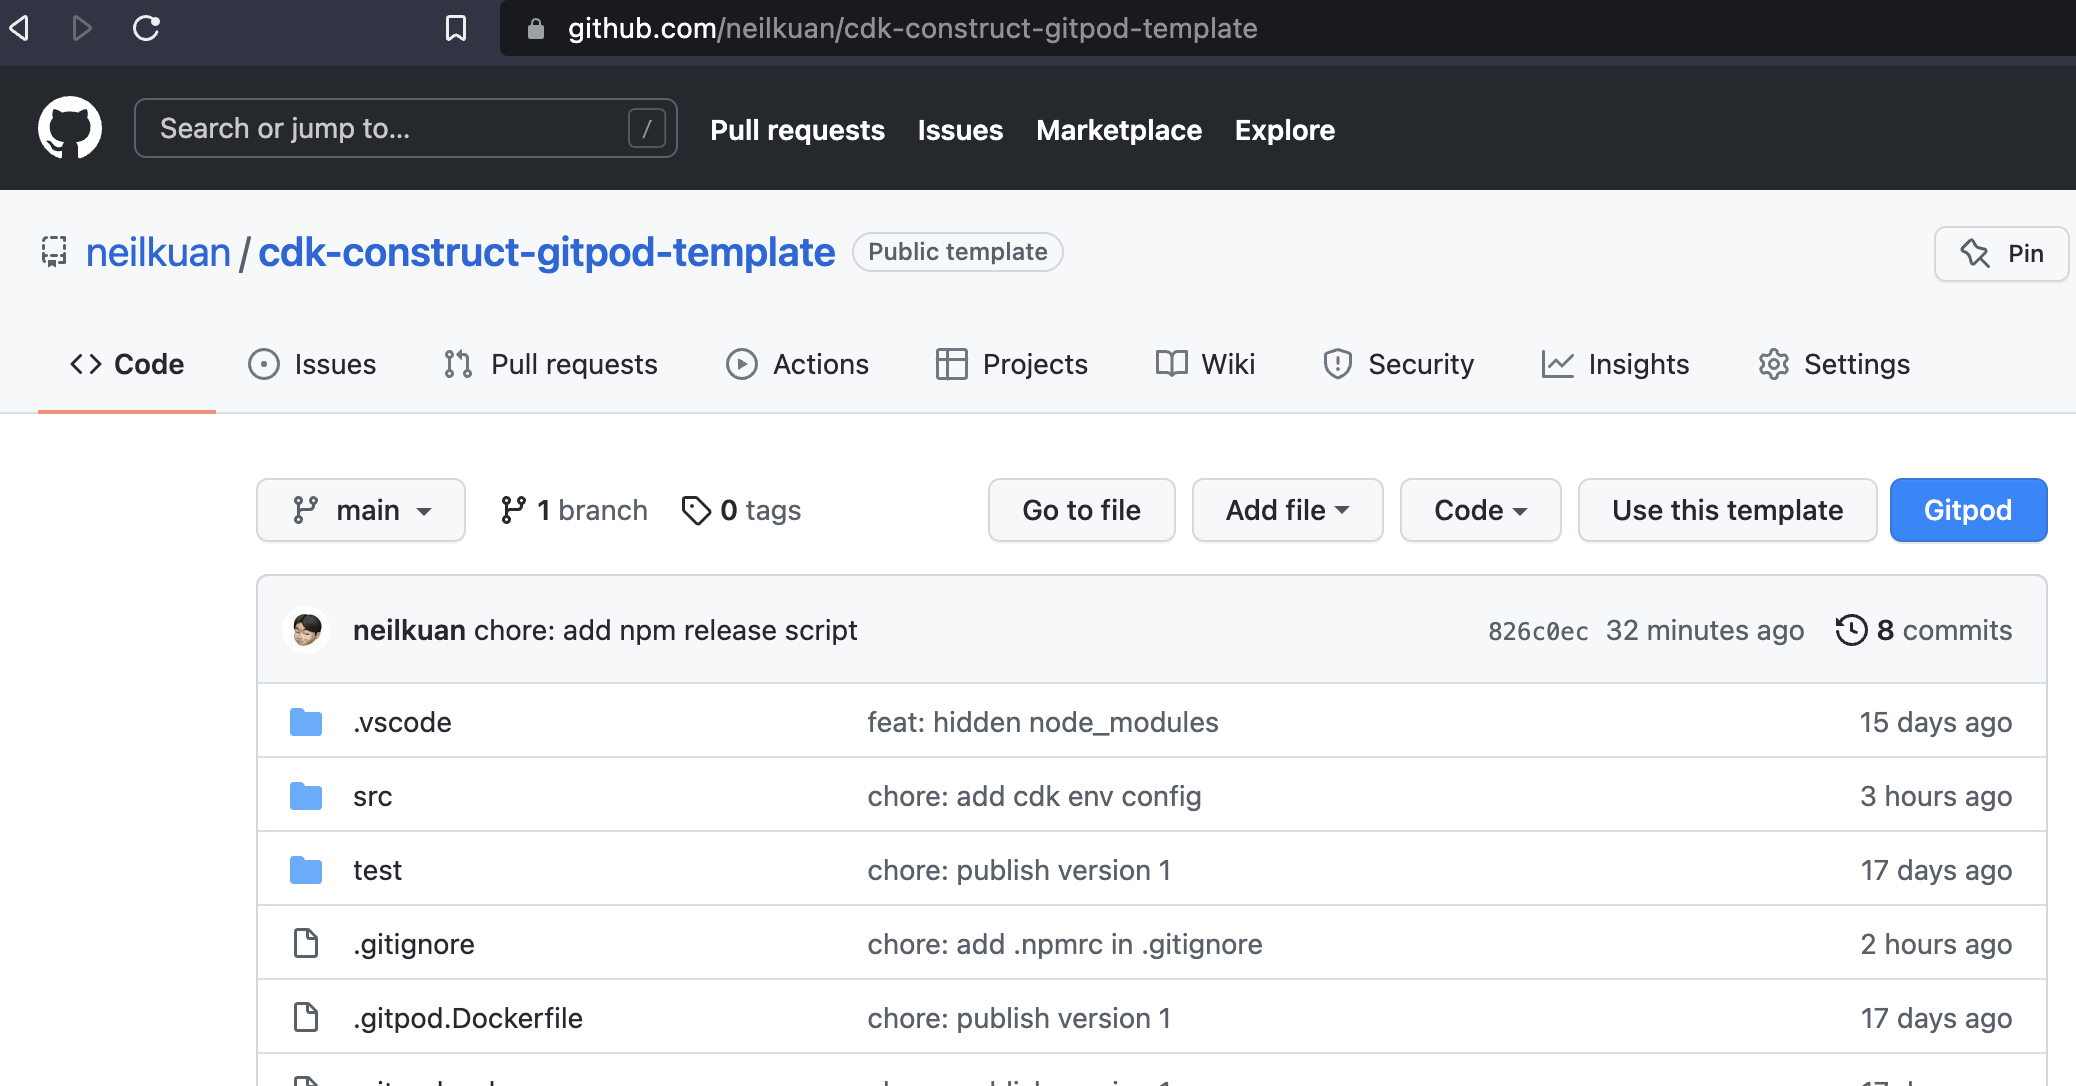 github.com/neilkuan/cdk-construct-gitpod-template
Search or jump to... /
Pull requests Issues Marketplace Explore
neilkuan / cdk-construct-gitpod-template Public template
Pin
Code Issues Pull requests Actions Projects Wiki Security Insights Settings
main 1 branch 0 tags Go to file Add file Code Use this template Gitpod
neilkuan chore: add npm release script 826c0ec 32 minutes ago 8 commits
.vscode feat: hidden node_modules 15 days ago
src chore: add cdk env config 3 hours ago
test chore: publish version 1 17 days ago
.gitignore chore: add .npmrc in .gitignore 2 hours ago
.gitpod.Dockerfile chore: publish version 1 17 days ago